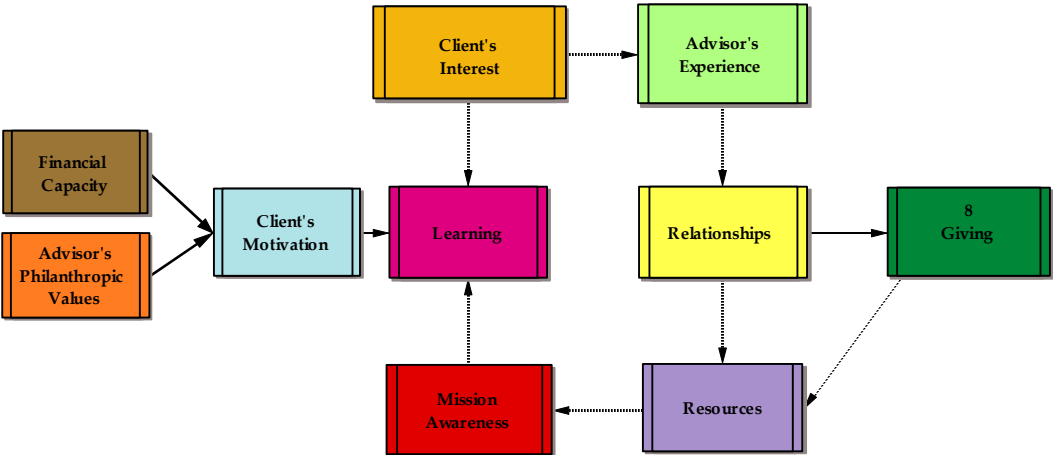 Client's
Interest
Advisor's
Experience
Financial
Capacity
Advisor's
Philanthropic
Values
Client's
Motivation
Learning
Relationships
8
Giving
Mission
Awareness
Resources